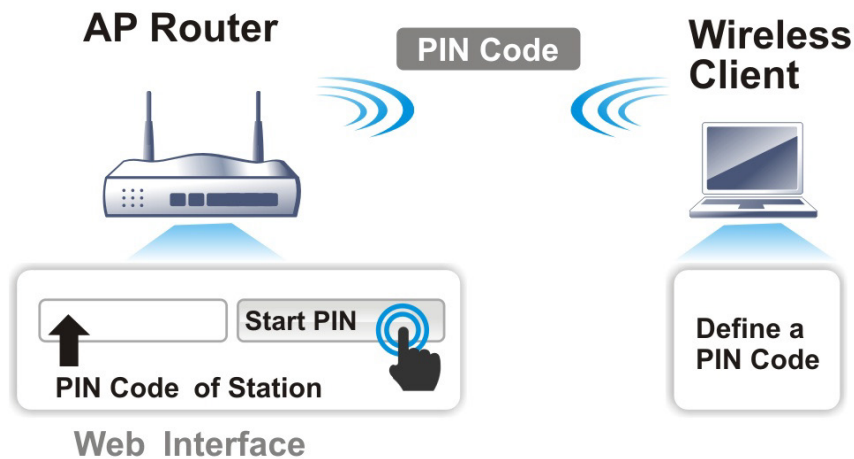 AP Router
PIN Code
Wireless
Client
Start PIN
PIN Code of Station
Define a
PIN Code
Web Interface